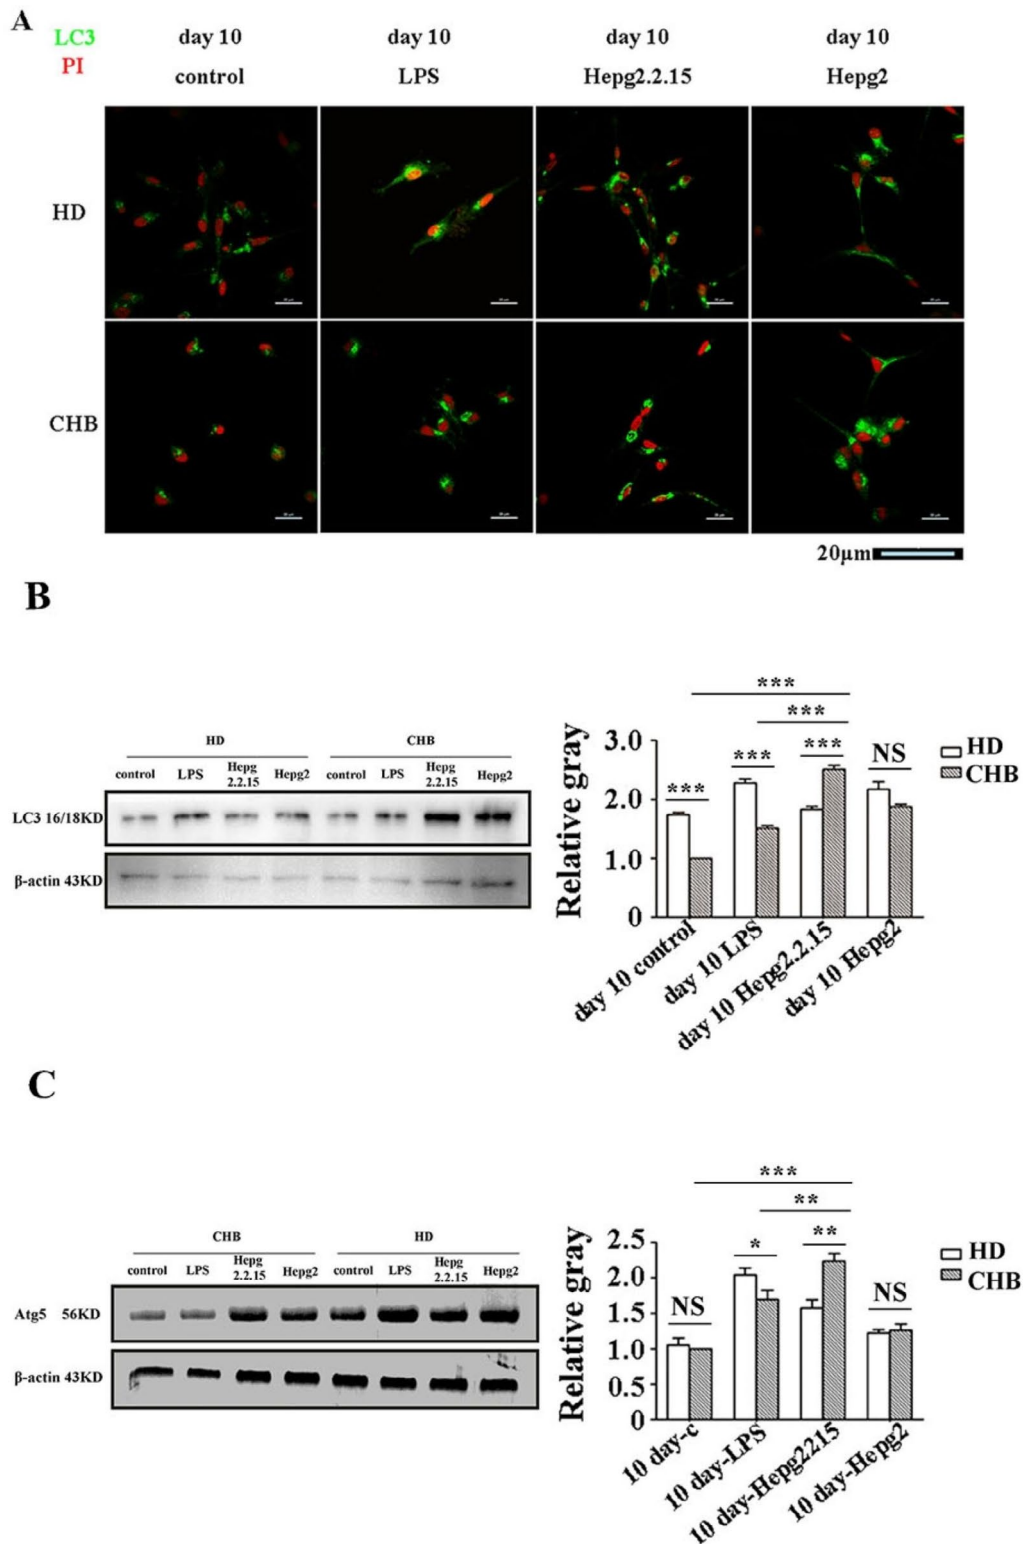 A
LC3
PI
day 10 day 10 day 10 day 10
control LPS Hepg2.2.15 Hepg2
HD
CHB
20μm
B
HD CHB
control LPS Hepg 2.2.15 Hepg2 control LPS Hepg 2.2.15 Hepg2
LC3 16/18KD
β-actin 43KD
***
***
*** *** *** NS
HD
CHB
Relative gray
3.0
2.0
1.0
0
day 10 control
day 10 LPS
day 10 Hepg2.2.15
day 10 Hepg2
C
CHB HD
control LPS Hepg 2.2.15 Hepg2 control LPS Hepg 2.2.15 Hepg2
Atg5 56KD
β-actin 43KD
***
**
NS * ** NS
HD
CHB
Relative gray
2.5
2.0
1.5
1.0
0.5
0
10 day-c
10 day-LPS
10 day-Hepg2215
10 day-Hepg2